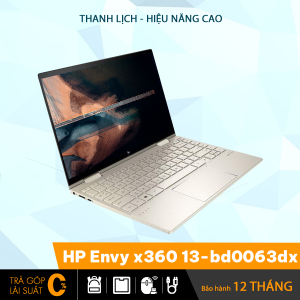 THANH LỊCH - HIỆU NĂNG CAO
HP Envy x360 13-bd0063dx
TRẢ GÓP
LÃI SUẤT
0%
Bảo hành 12 THÁNG